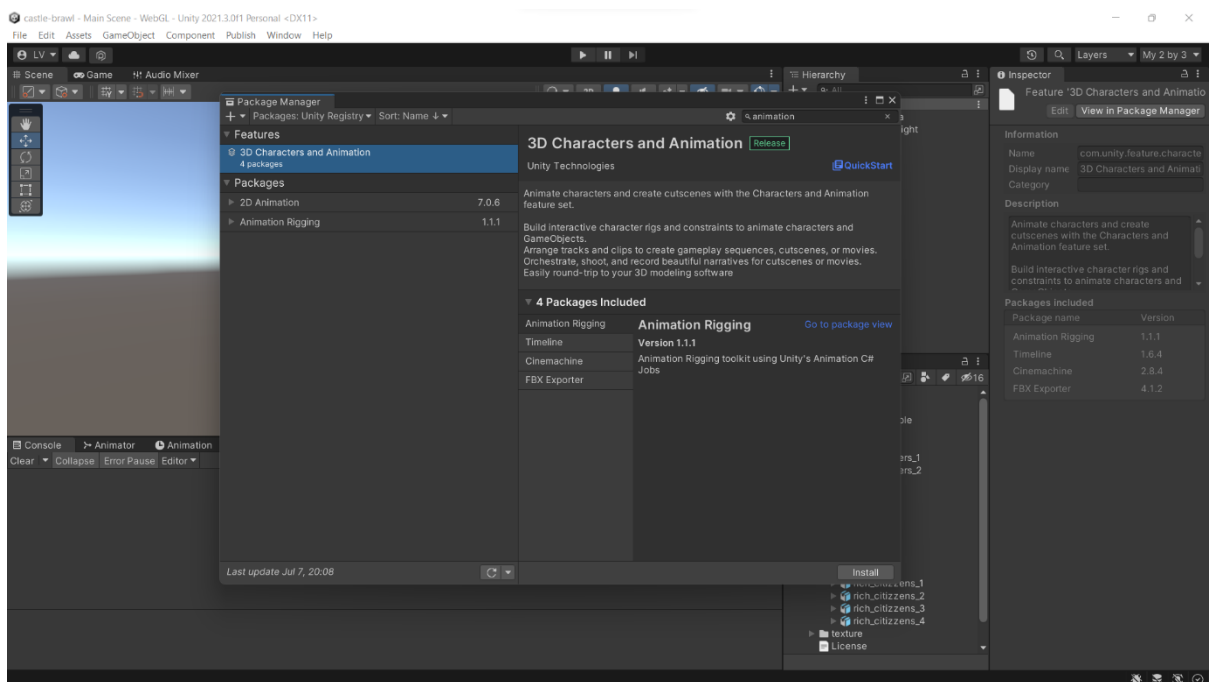 castle-brawl - Main Scene - WebGL - Unity 2021.3.0f1 Personal <DX11>
File Edit Assets GameObject Component Publish Window Help
LV
Layers
My 2 by 3
Scene
Game
Audio Mixer
Hierarchy
Inspector
2D
All
Package Manager
Packages: Unity Registry
Sort: Name
animation
Features
3D Characters and Animation
4 packages
Packages
2D Animation 7.0.6
Animation Rigging 1.1.1
Last update Jul 7, 20:08
3D Characters and Animation Release
Unity Technologies
QuickStart
Animate characters and create cutscenes with the Characters and Animation
feature set.
Build interactive character rigs and constraints to animate characters and
GameObjects.
Arrange tracks and clips to create gameplay sequences, cutscenes, or movies.
Orchestrate, shoot, and record beautiful narratives for cutscenes or movies.
Easily round-trip to your 3D modeling software
4 Packages Included
Animation Rigging
Timeline
Cinemachine
FBX Exporter
Animation Rigging
Go to package view
Version 1.1.1
Animation Rigging toolkit using Unity's Animation C#
Jobs
Install
Console
Animator
Animation
Clear Collapse Error Pause Editor
ight
16
ers_1
ers_2
rich_citizzens_1
rich_citizzens_2
rich_citizzens_3
rich_citizzens_4
texture
License
Feature '3D Characters and Animatio
Edit
View in Package Manager
Information
Name com.unity.feature.characte
Display name 3D Characters and Animati
Category
Description
Animate characters and create
cutscenes with the Characters and
Animation feature set.
Build interactive character rigs and
constraints to animate characters and
Packages included
Package name Version
Animation Rigging 1.1.1
Timeline 1.6.4
Cinemachine 2.8.4
FBX Exporter 4.1.2